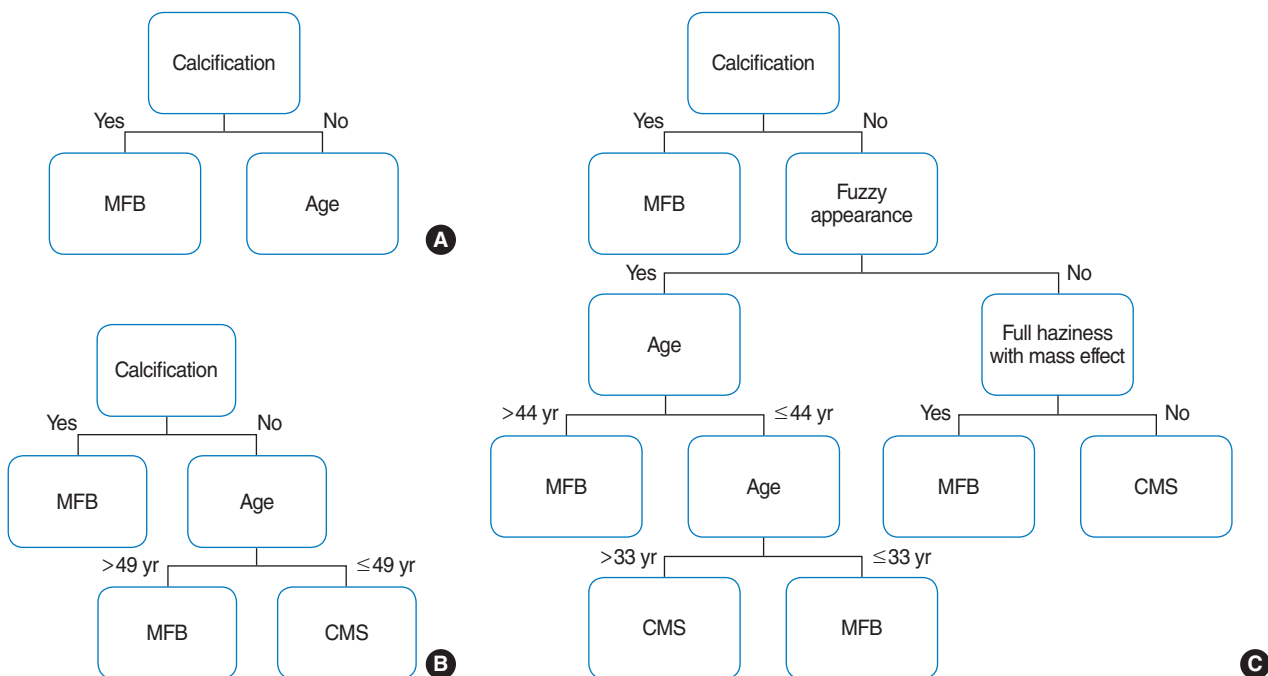 Calcification
Yes
No
MFB
Age
A
Calcification
Yes
No
MFB
Age
>49 yr
≤49 yr
MFB
CMS
B
Calcification
Yes
No
MFB
Fuzzy
appearance
Yes
No
Age
Full haziness
with mass effect
>44 yr
≤44 yr
Yes
No
MFB
Age
MFB
CMS
>33 yr
≤33 yr
CMS
MFB
C